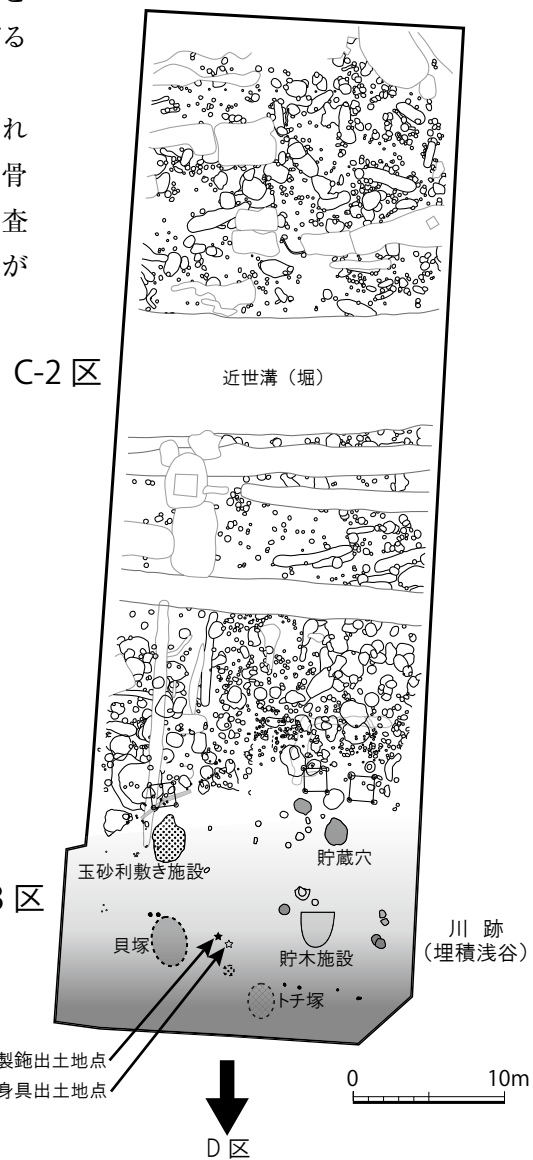 る
れ
骨
査
が
C-2 区
近世溝（堀）
玉砂利敷き施設
貯蔵穴
区
貝塚
貯木施設
川 跡
（埋積浅谷）
トチ塚
製鉇出土地点
身具出土地点
0 10m
D 区